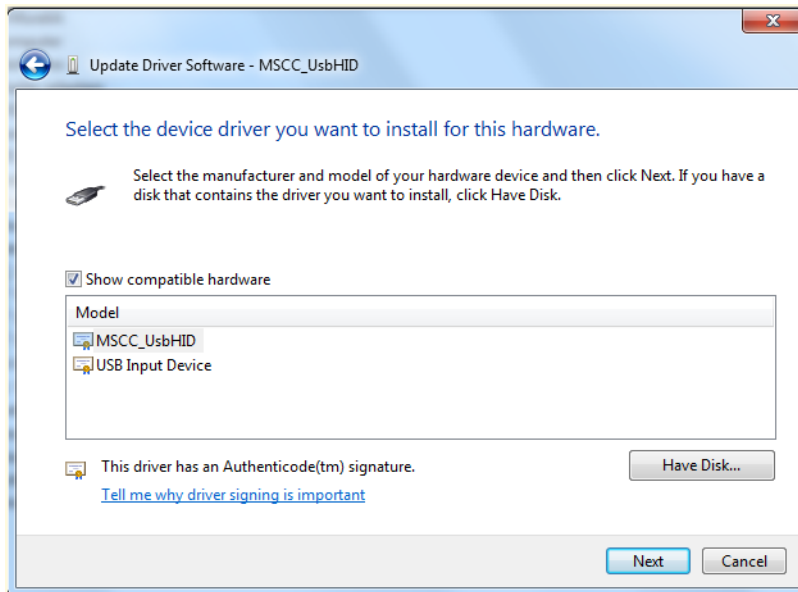 Update Driver Software - MSCC_UsbHID
Select the device driver you want to install for this hardware.
Select the manufacturer and model of your hardware device and then click Next. If you have a
disk that contains the driver you want to install, click Have Disk.
Show compatible hardware
Model
MSCC_UsbHID
USB Input Device
This driver has an Authenticode(tm) signature.
Have Disk...
Tell me why driver signing is important
Next
Cancel